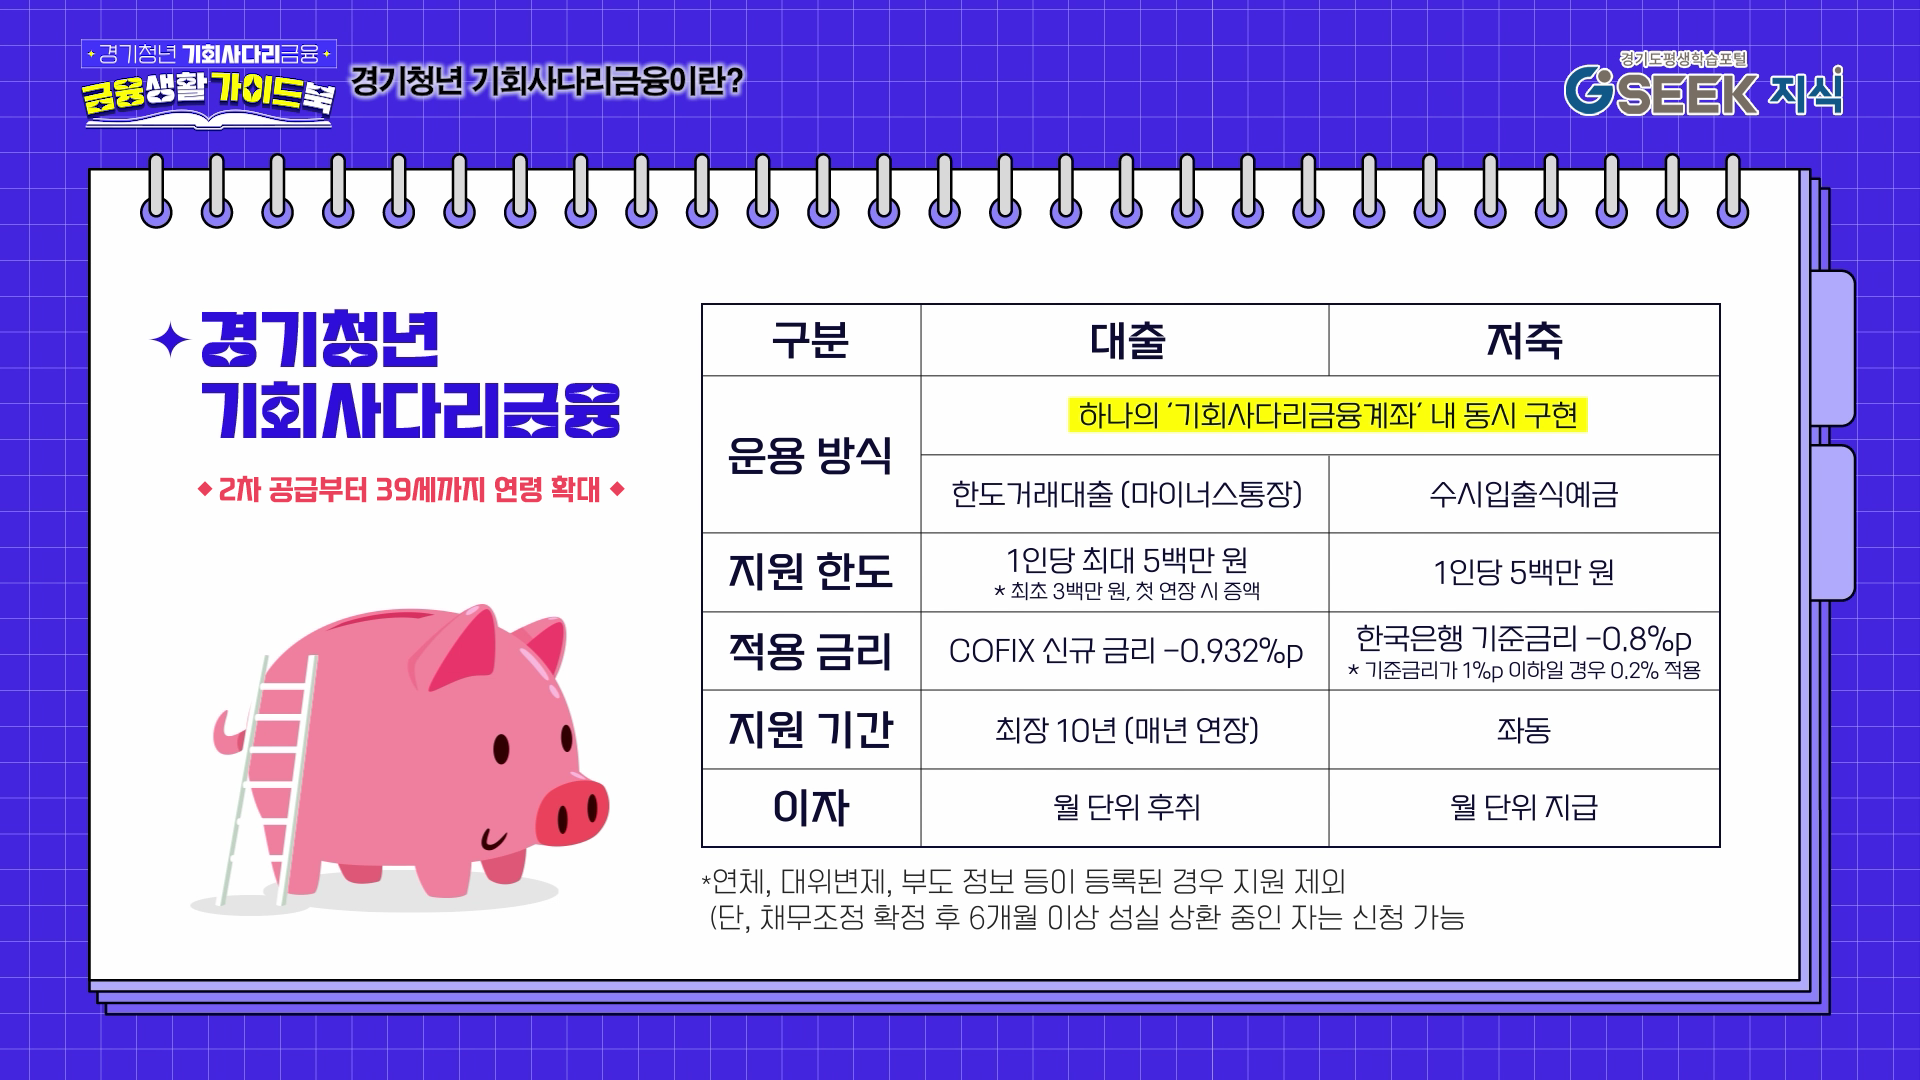 경기청년 기회사다리금융
금융생활 가이드북
경기청년 기회사다리금융이란?
경기도평생학습포털
GSEEK 지식
경기청년
기회사다리금융
2차 공급부터 39세까지 연령 확대
구분 대출 저축
운용 방식
하나의 ‘기회사다리금융계좌’ 내 동시 구현
한도거래대출 (마이너스통장) 수시입출식예금
지원 한도
1인당 최대 5백만 원
* 최초 3백만 원, 첫 연장 시 증액
1인당 5백만 원
적용 금리
COFIX 신규 금리 -0.932%p
한국은행 기준금리 -0.8%p
* 기준금리가 1%p 이하일 경우 0.2% 적용
지원 기간 최장 10년 (매년 연장) 좌동
이자 월 단위 후취 월 단위 지급
*연체, 대위변제, 부도 정보 등이 등록된 경우 지원 제외
(단, 채무조정 확정 후 6개월 이상 성실 상환 중인 자는 신청 가능